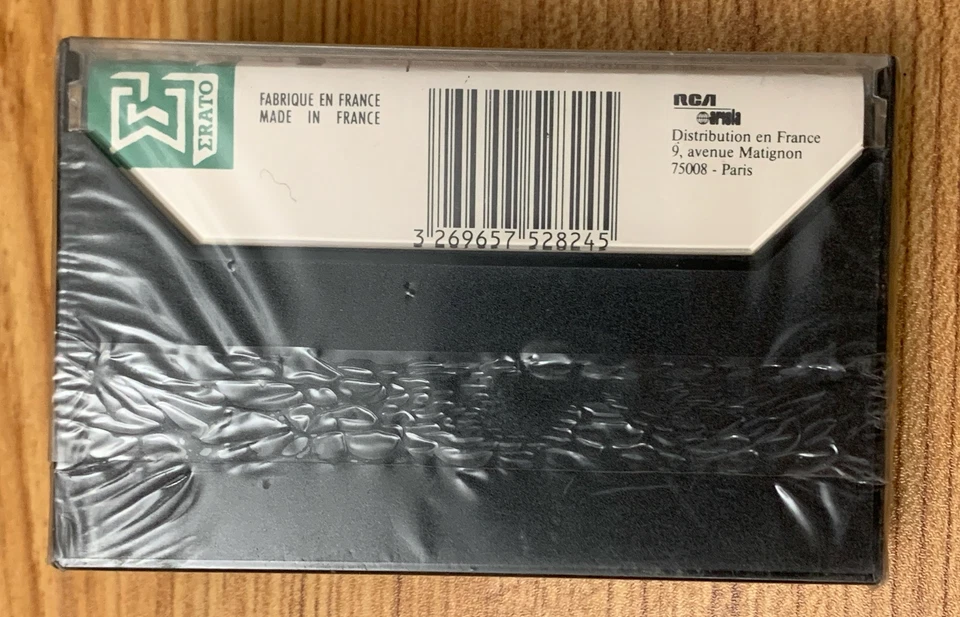 ΣRATO
FABRIQUE EN FRANCE
MADE IN FRANCE
3 269657 528245
RCA
ariola
Distribution en France
9, avenue Matignon
75008 - Paris